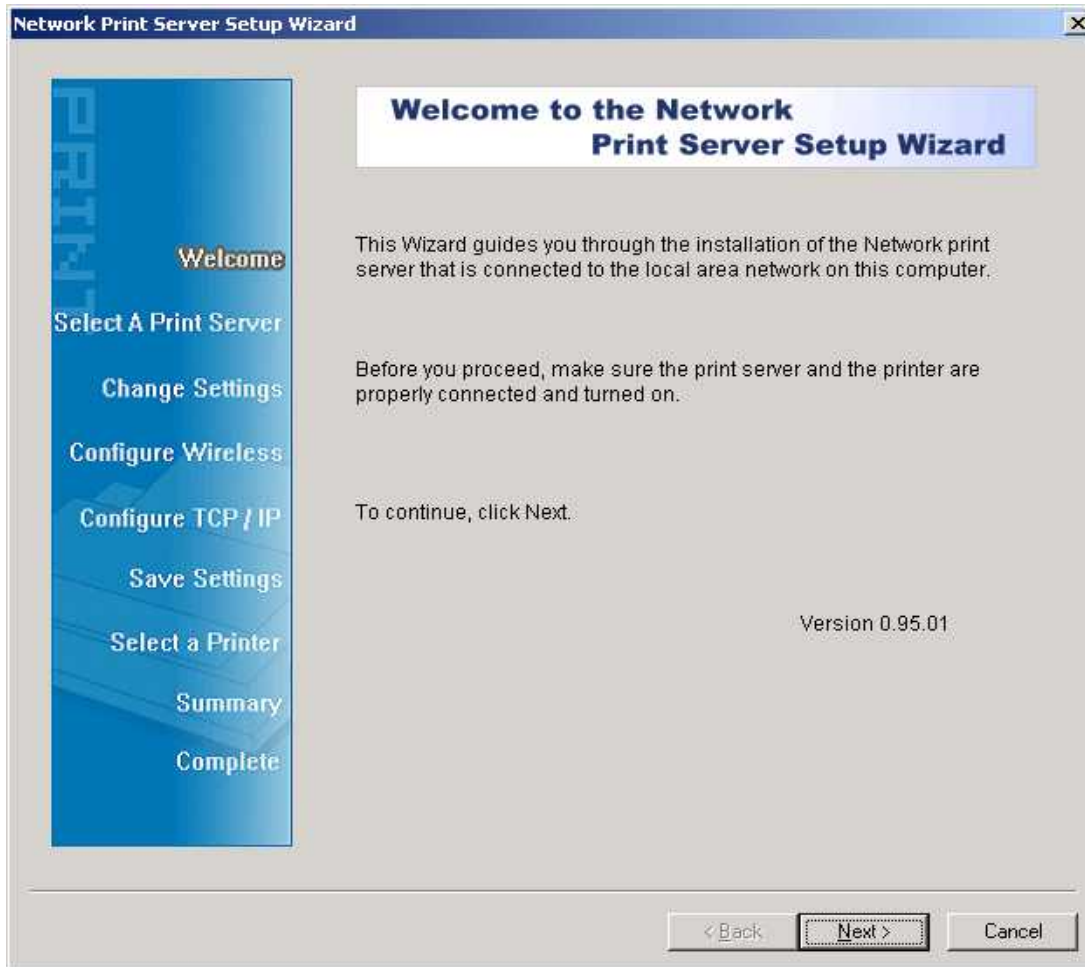 Network Print Server Setup Wizard
PRINT
Welcome
Select A Print Server
Change Settings
Configure Wireless
Configure TCP / IP
Save Settings
Select a Printer
Summary
Complete
Welcome to the Network
Print Server Setup Wizard
This Wizard guides you through the installation of the Network print
server that is connected to the local area network on this computer.
Before you proceed, make sure the print server and the printer are
properly connected and turned on.
To continue, click Next.
Version 0.95.01
< Back
Next >
Cancel